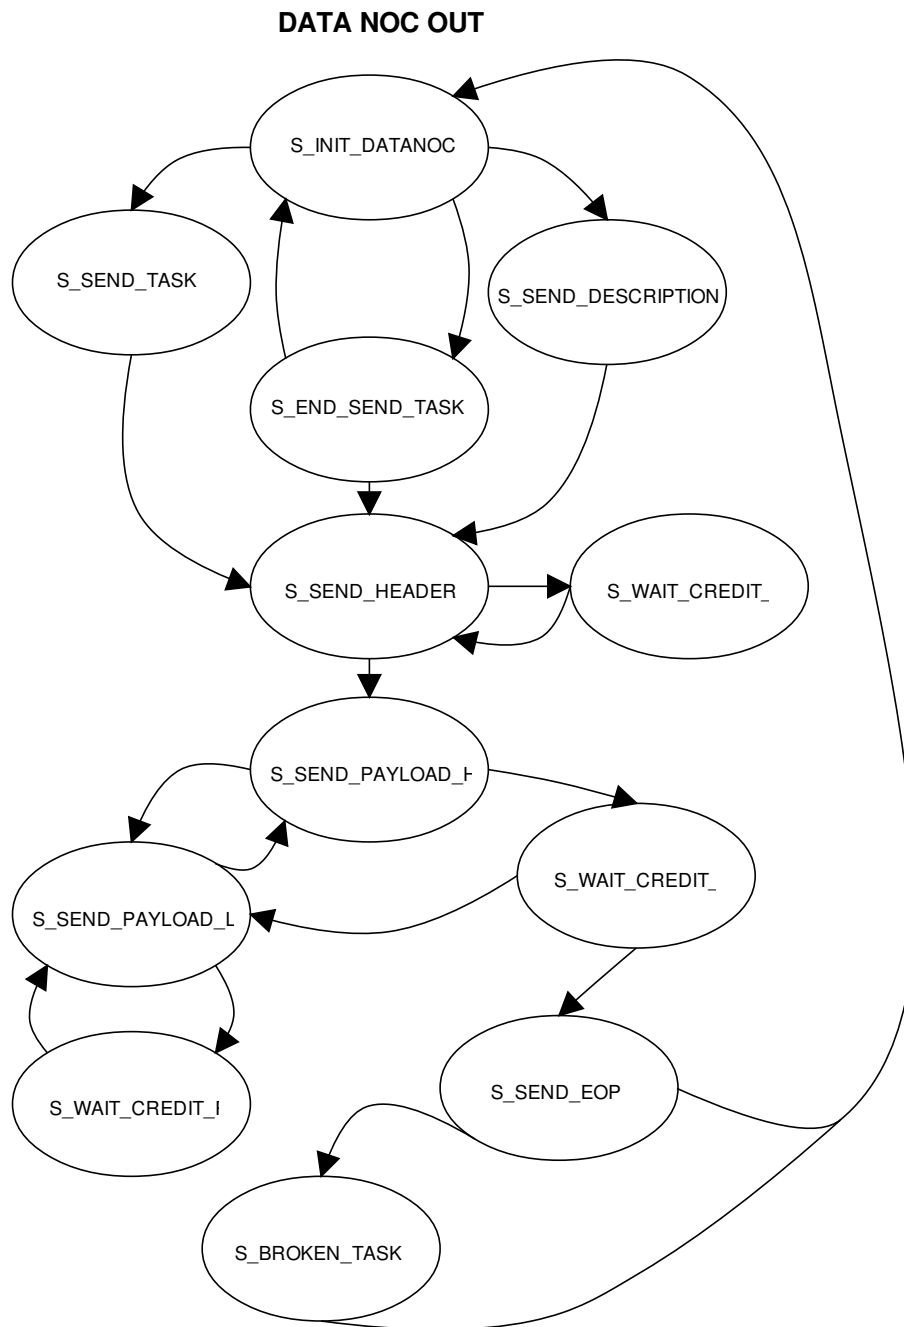 DATA NOC OUT
S_INIT_DATANOC
S_SEND_TASK
S_SEND_DESCRIPTION
S_END_SEND_TASK
S_SEND_HEADER
S_WAIT_CREDIT_
S_SEND_PAYLOAD_H
S_WAIT_CREDIT_
S_SEND_PAYLOAD_L
S_SEND_EOP
S_WAIT_CREDIT_
S_BROKEN_TASK